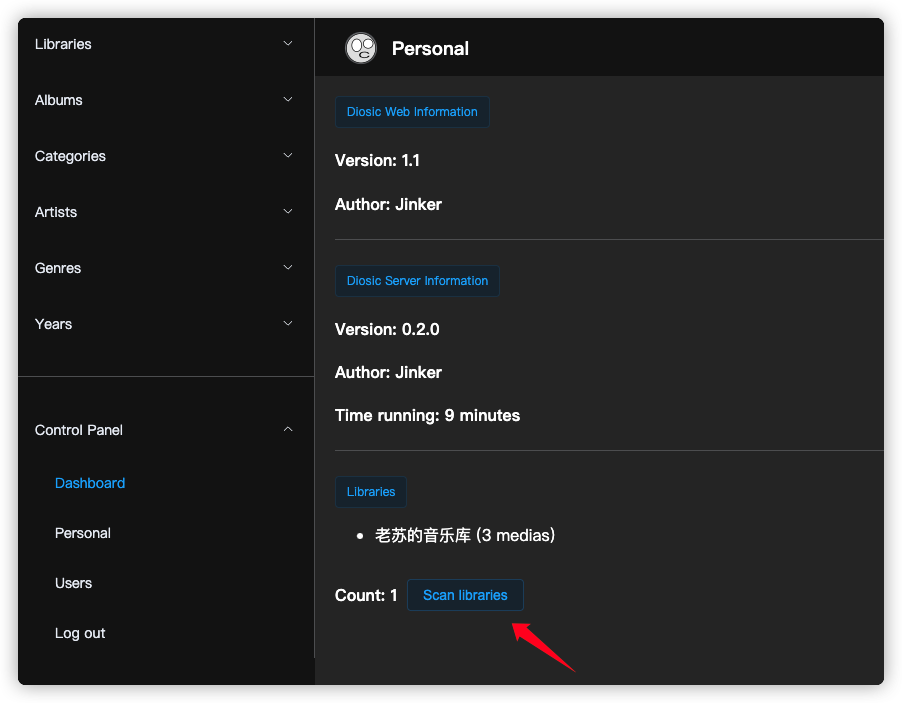 Libraries
Albums
Categories
Artists
Genres
Years
Control Panel
Dashboard
Personal
Users
Log out
Personal
Diosic Web Information
Version: 1.1
Author: Jinker
Diosic Server Information
Version: 0.2.0
Author: Jinker
Time running: 9 minutes
Libraries
老苏的音乐库 (3 medias)
Count: 1 Scan libraries